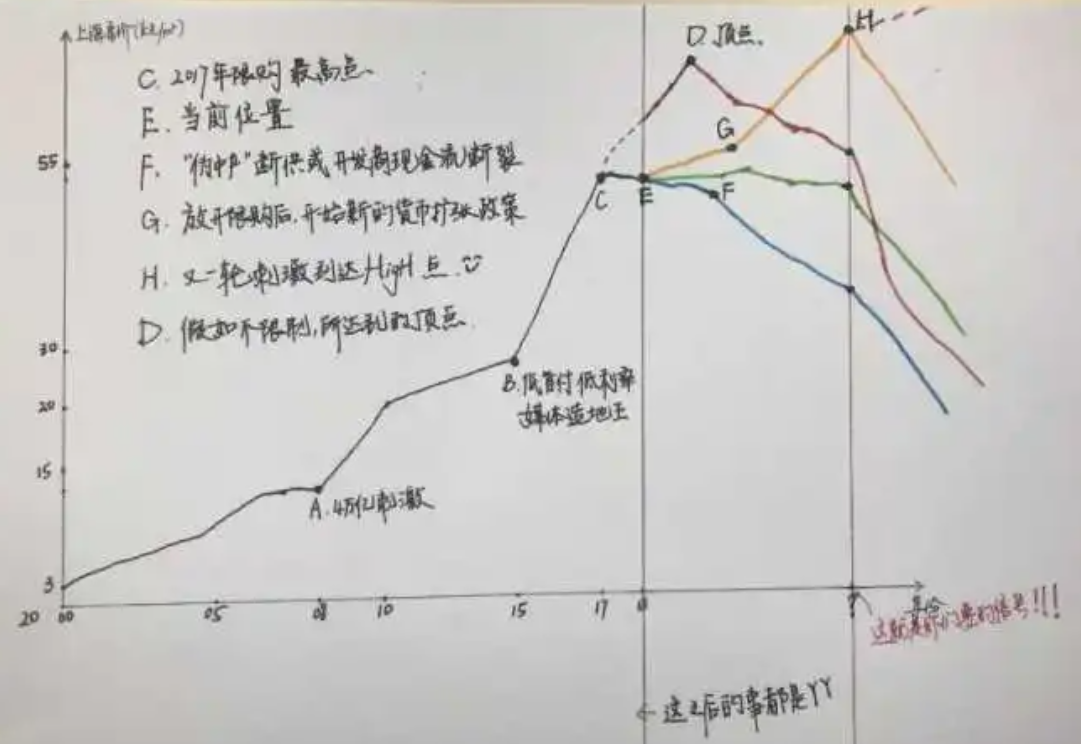 上海房价(k¥/m²)
C. 2017年限购最高点.
E. 当前位置
F. "伪中产"断供或开发商现金流断裂
G. 放开限购后,开始新的货币扩张政策
H. 又一轮刺激到达High点.
D. 假如不限制,所达到的顶点.
D 顶点.
H
G
55
C
E
F
30
B.低首付低利率
媒体造地王
20
15
A.4万亿刺激
3
20 00 05 08 10 15 17 18 ?
年份
这就是我们要的信号!!!
← 这之后的事都是YY